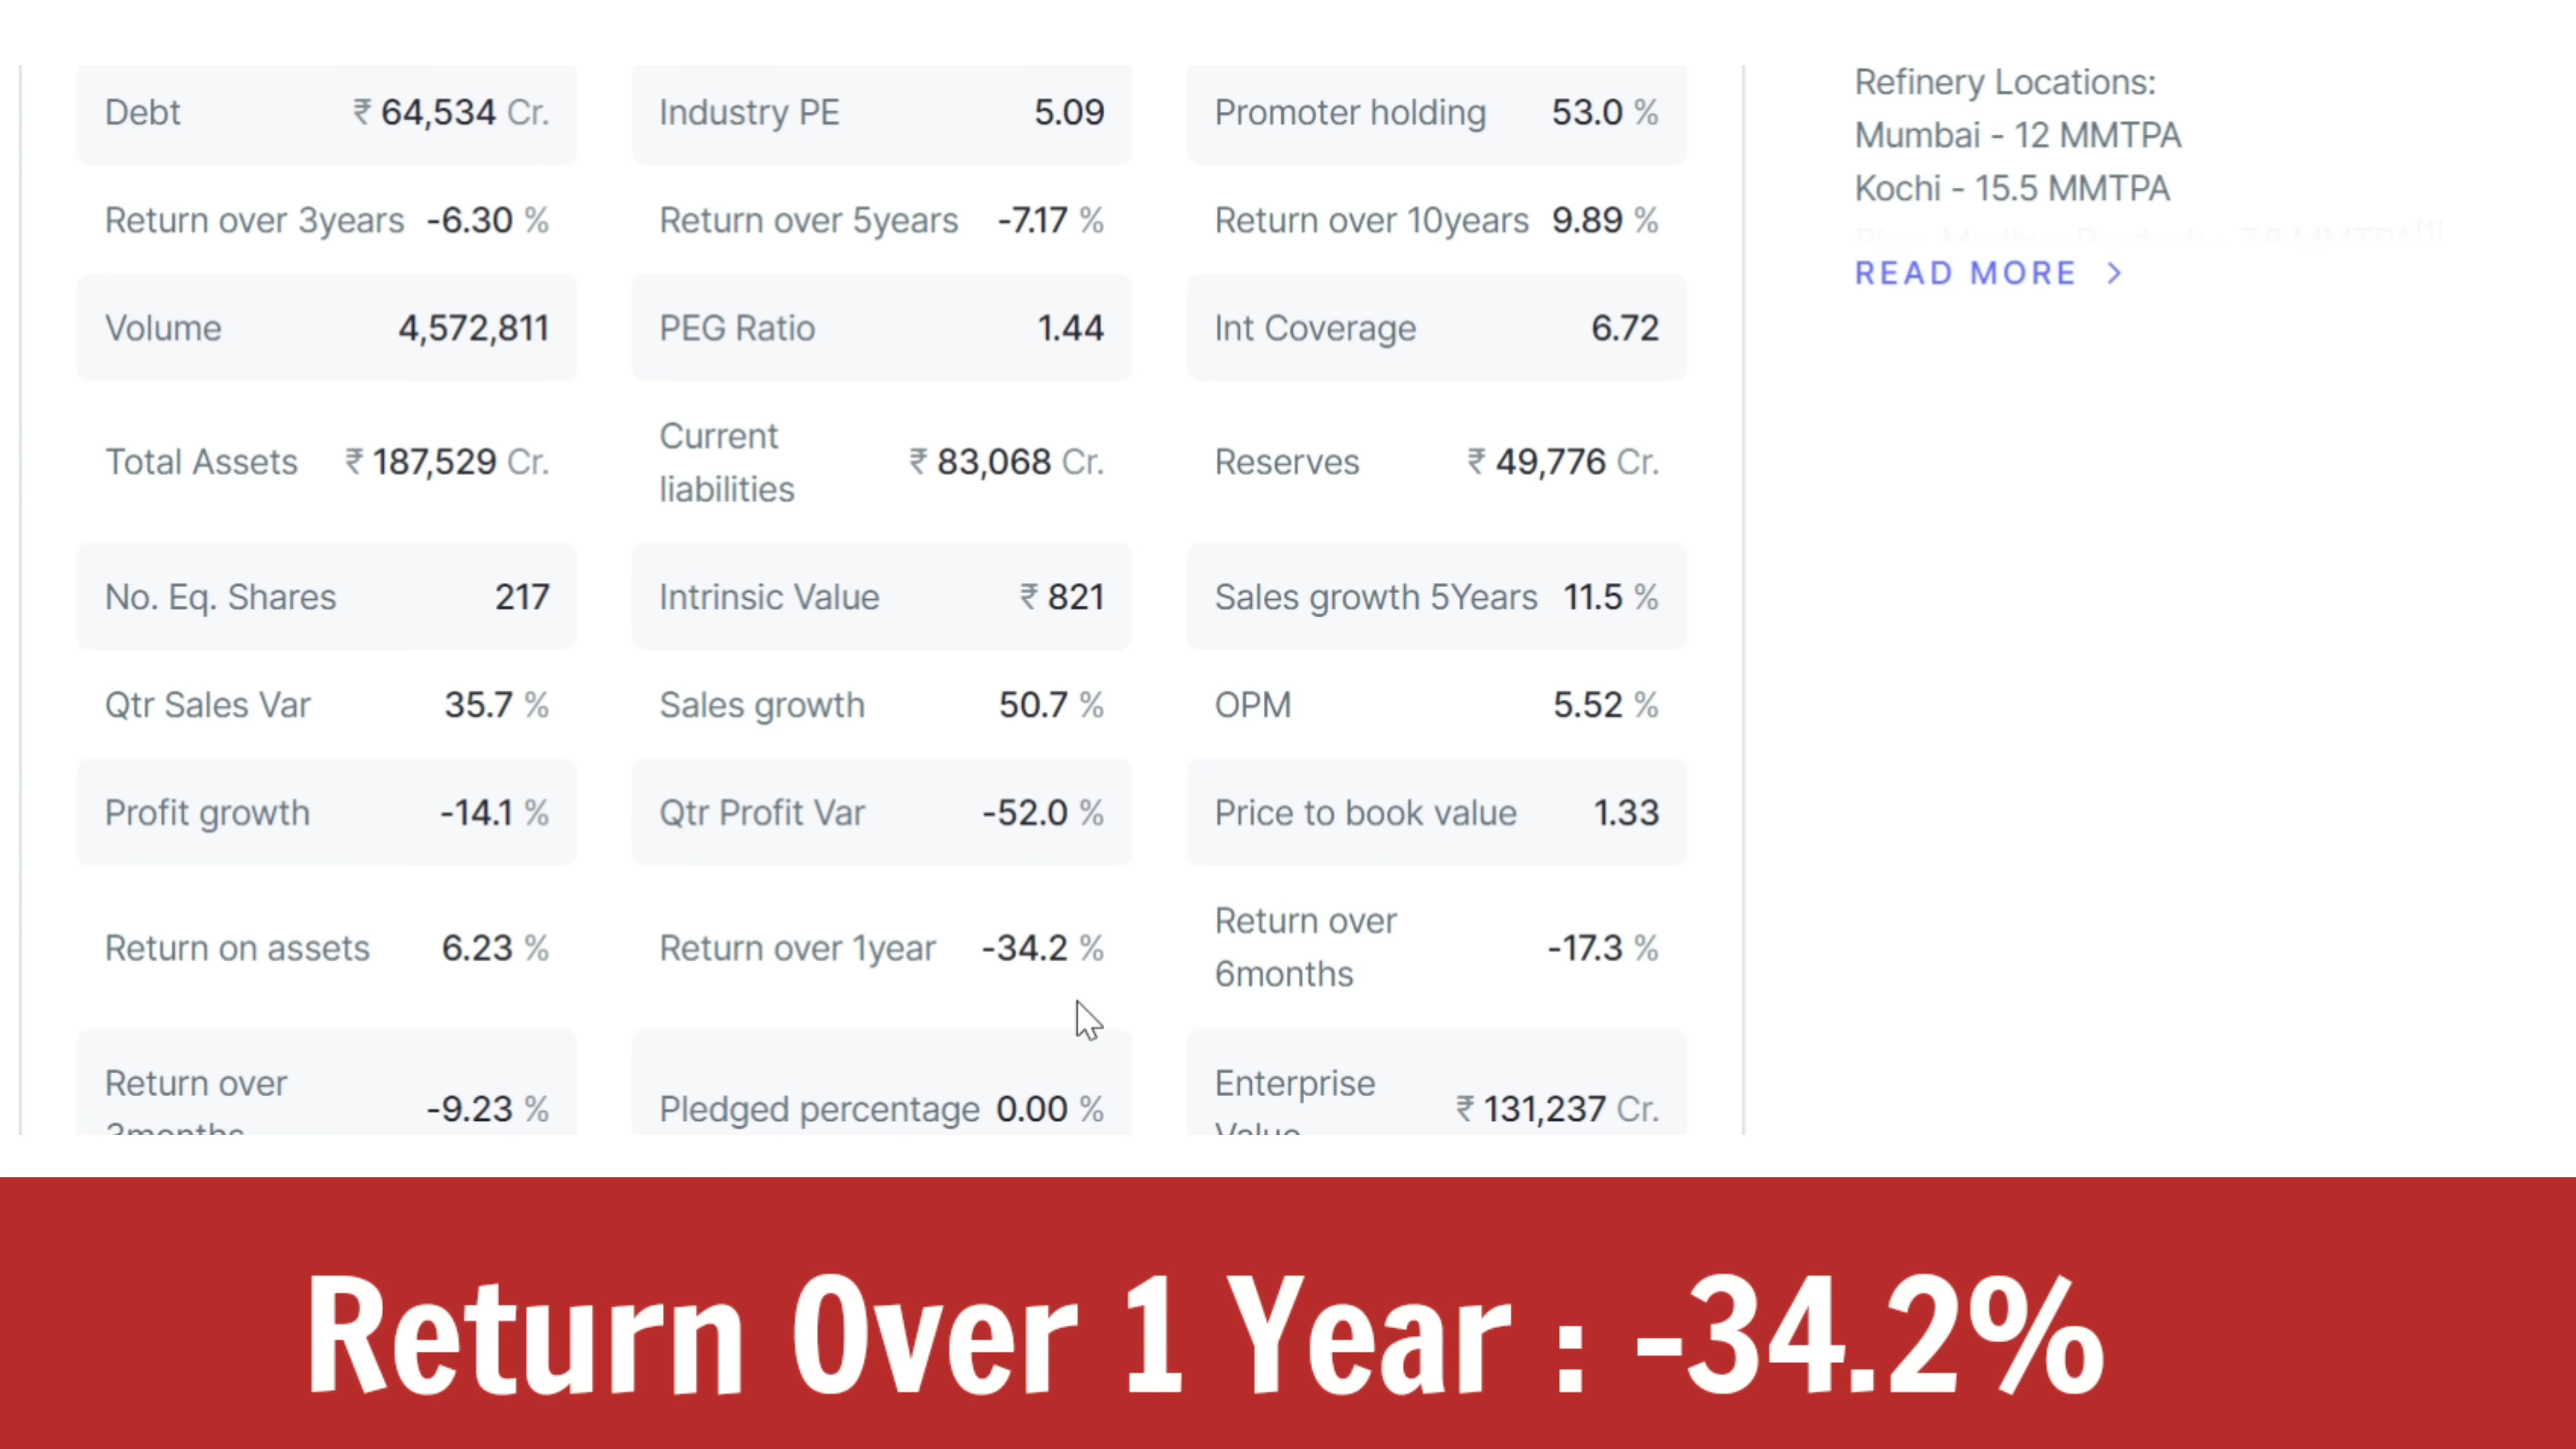 Debt ₹ 64,534 Cr.
Industry PE 5.09
Promoter holding 53.0 %
Return over 3years -6.30 %
Return over 5years -7.17 %
Return over 10years 9.89 %
Volume 4,572,811
PEG Ratio 1.44
Int Coverage 6.72
Total Assets ₹ 187,529 Cr.
Current
liabilities ₹ 83,068 Cr.
Reserves ₹ 49,776 Cr.
No. Eq. Shares 217
Intrinsic Value ₹ 821
Sales growth 5Years 11.5 %
Qtr Sales Var 35.7 %
Sales growth 50.7 %
OPM 5.52 %
Profit growth -14.1 %
Qtr Profit Var -52.0 %
Price to book value 1.33
Return on assets 6.23 %
Return over 1year -34.2 %
Return over
6months -17.3 %
Return over
3months -9.23 %
Pledged percentage 0.00 %
Enterprise
Value ₹ 131,237 Cr.
Refinery Locations:
Mumbai - 12 MMTPA
Kochi - 15.5 MMTPA
READ MORE >
Return Over 1 Year : -34.2%